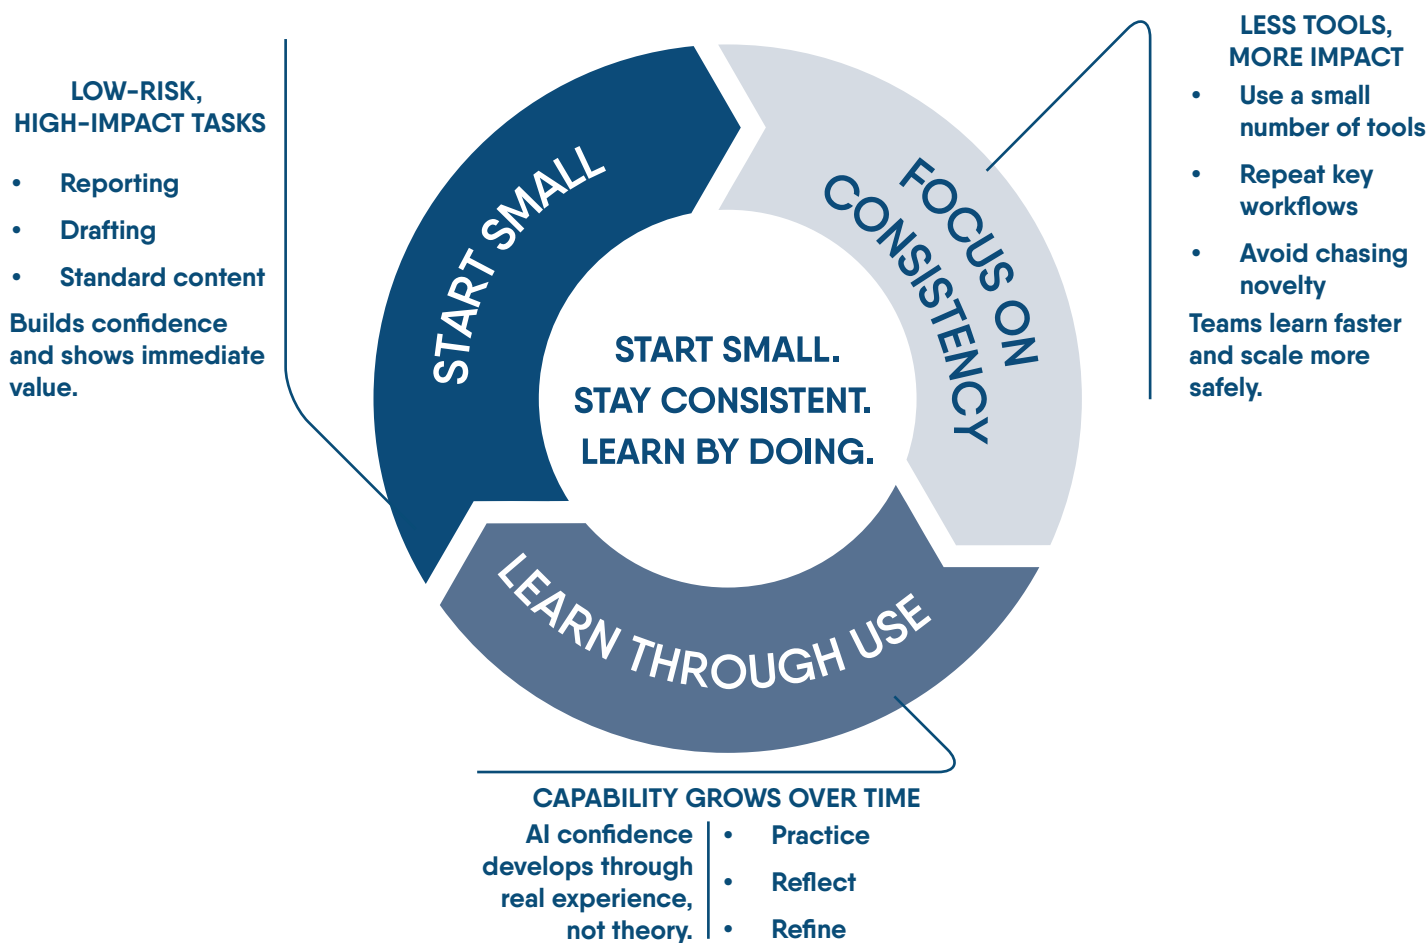 LOW-RISK,
HIGH-IMPACT TASKS
• Reporting
• Drafting
• Standard content
Builds confidence
and shows immediate
value.
START SMALL
FOCUS ON
CONSISTENCY
LESS TOOLS,
MORE IMPACT
• Use a small
number of tools
• Repeat key
workflows
• Avoid chasing
novelty
Teams learn faster
and scale more
safely.
START SMALL.
STAY CONSISTENT.
LEARN BY DOING.
LEARN THROUGH USE
CAPABILITY GROWS OVER TIME
AI confidence
develops through
real experience,
not theory.
• Practice
• Reflect
• Refine